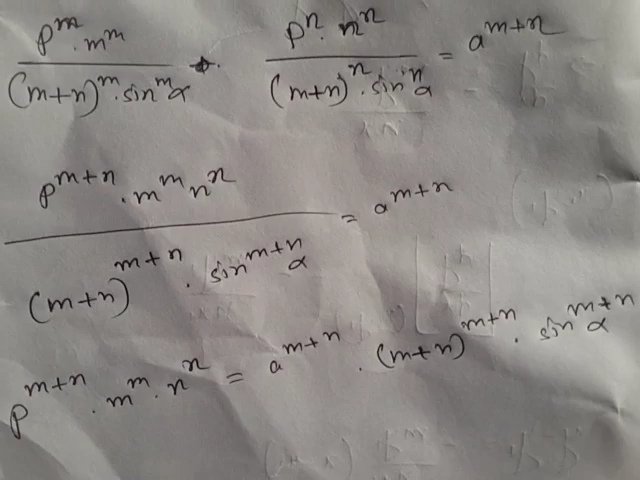 p^m · m^m / (m+n)^m · sin^m α · p^n · n^n / (m+n)^n · sin^n α = a^{m+n}
p^{m+n} · m^m n^n / (m+n)^{m+n} · sin^{m+n} α = a^{m+n}
p^{m+n} · m^m · n^n = a^{m+n} · (m+n)^{m+n} · sin^{m+n} α